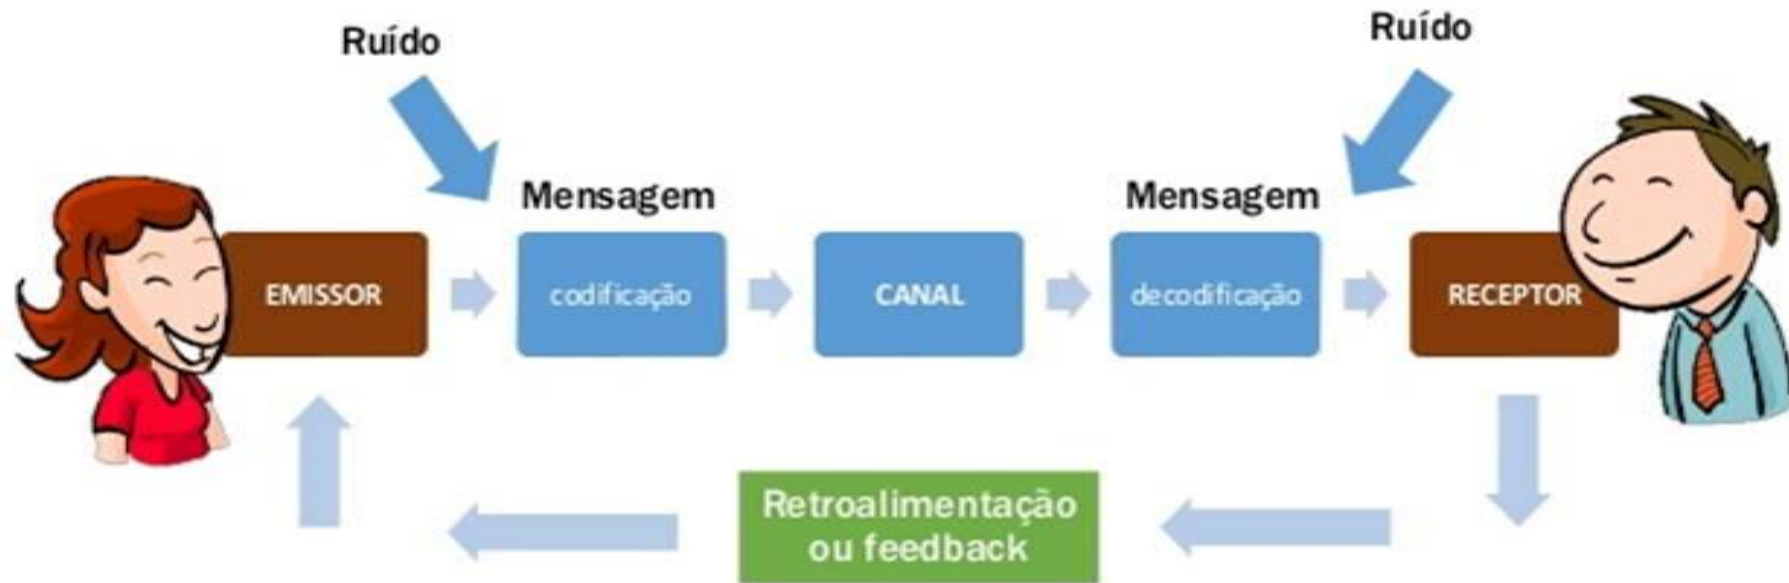 Ruído
Ruído
Mensagem
Mensagem
EMISSOR
codificação
CANAL
decodificação
RECEPTOR
Retroalimentação
ou feedback